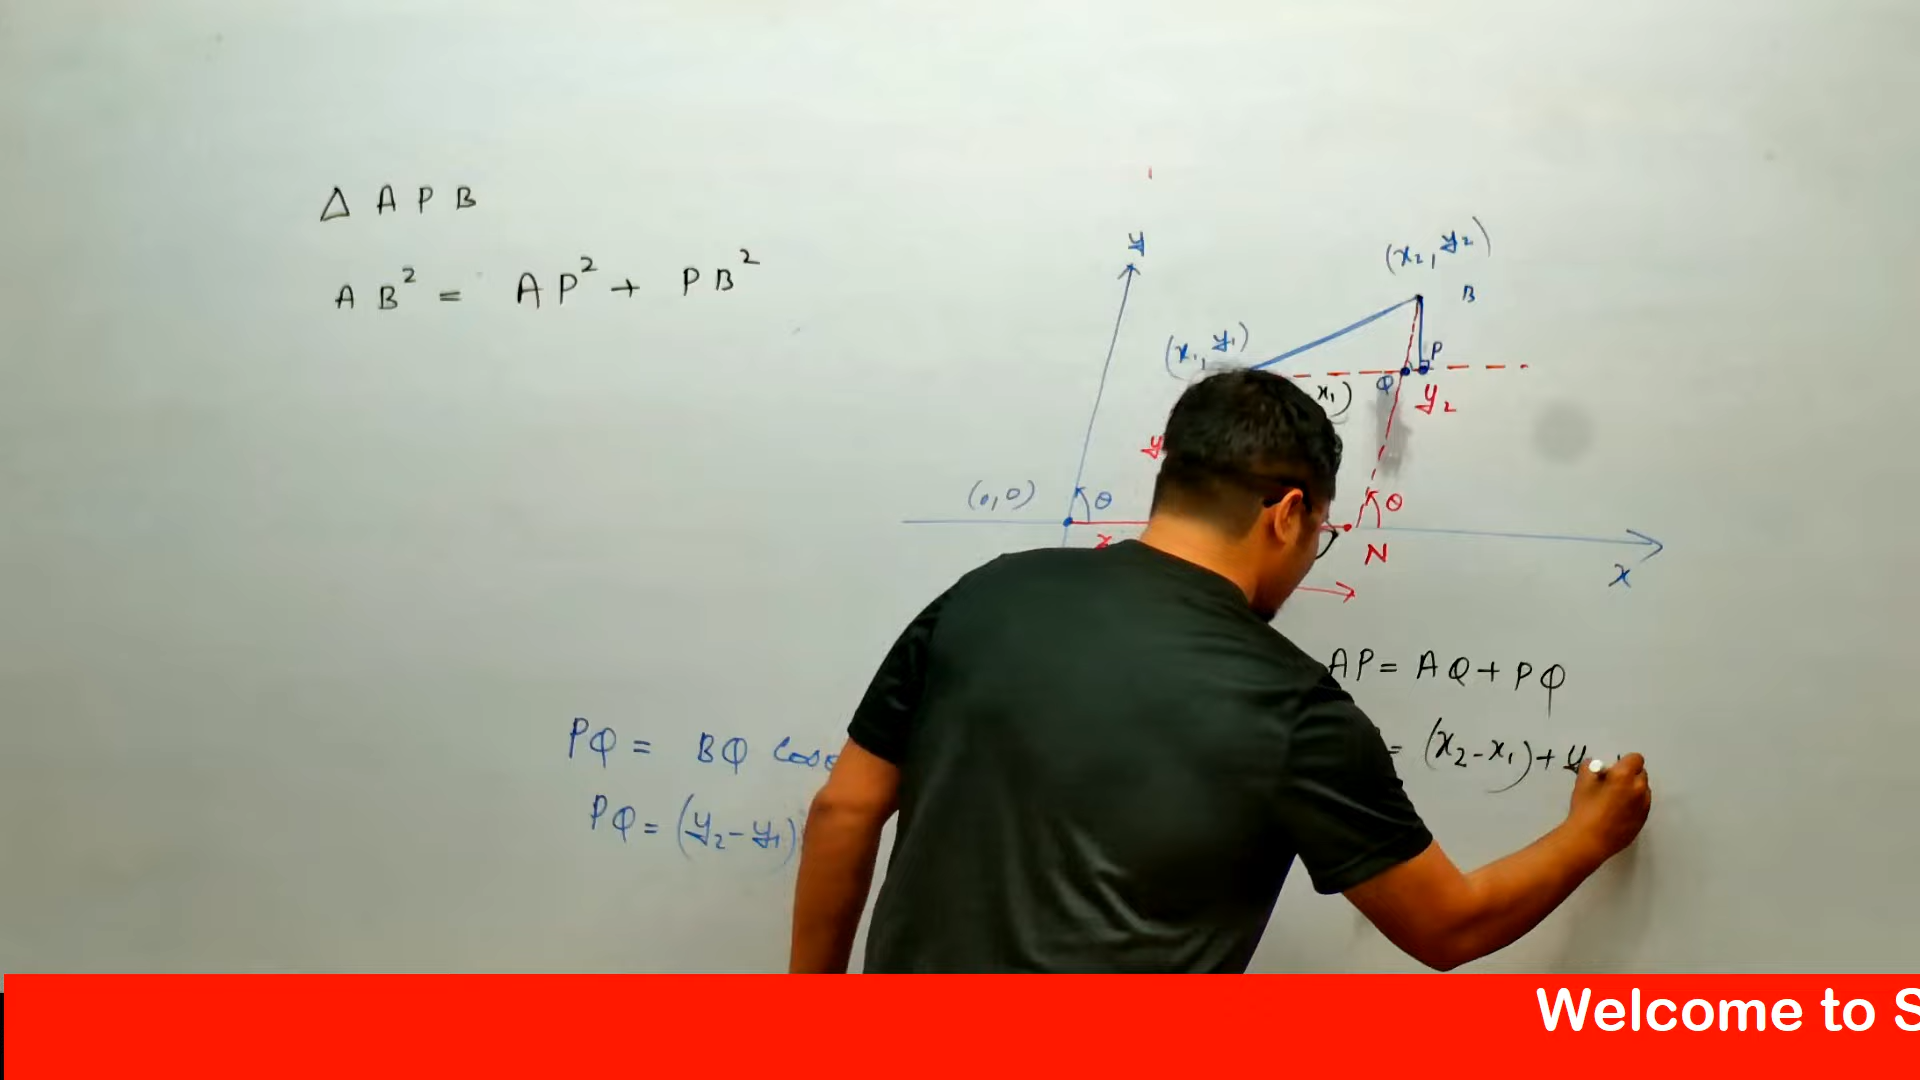 Δ A P B
A B² = A P² + P B²
y
(x₂, y₂)
B
(x₁, y₁)
P
Q
x₁)
y₂
y
(0,0)
θ
θ
x
N
x
AP = AQ + PQ
= (x₂-x₁) + y
PQ = BQ Cos
PQ = (y₂-y₁)
Welcome to S